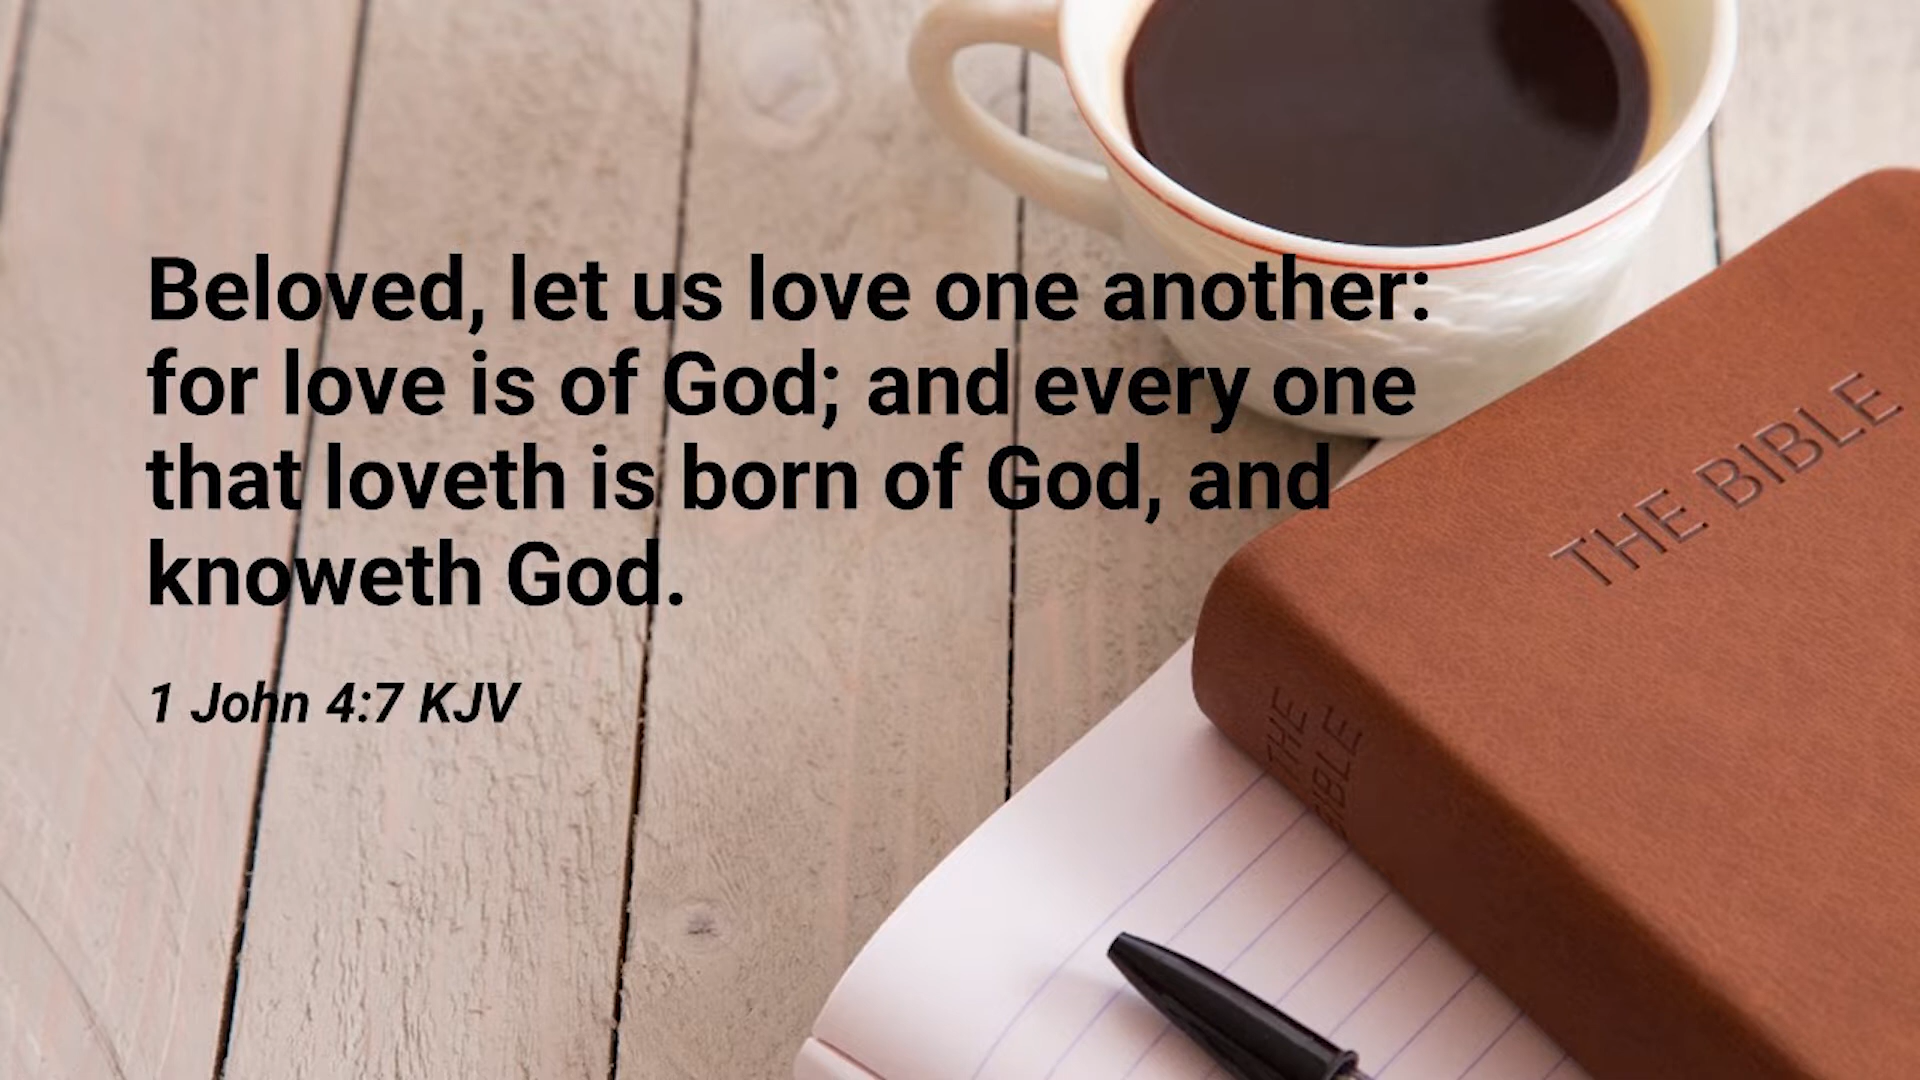 Beloved, let us love one another:
for love is of God; and every one
that loveth is born of God, and
knoweth God.
1 John 4:7 KJV
THE BIBLE
THE
BIBLE